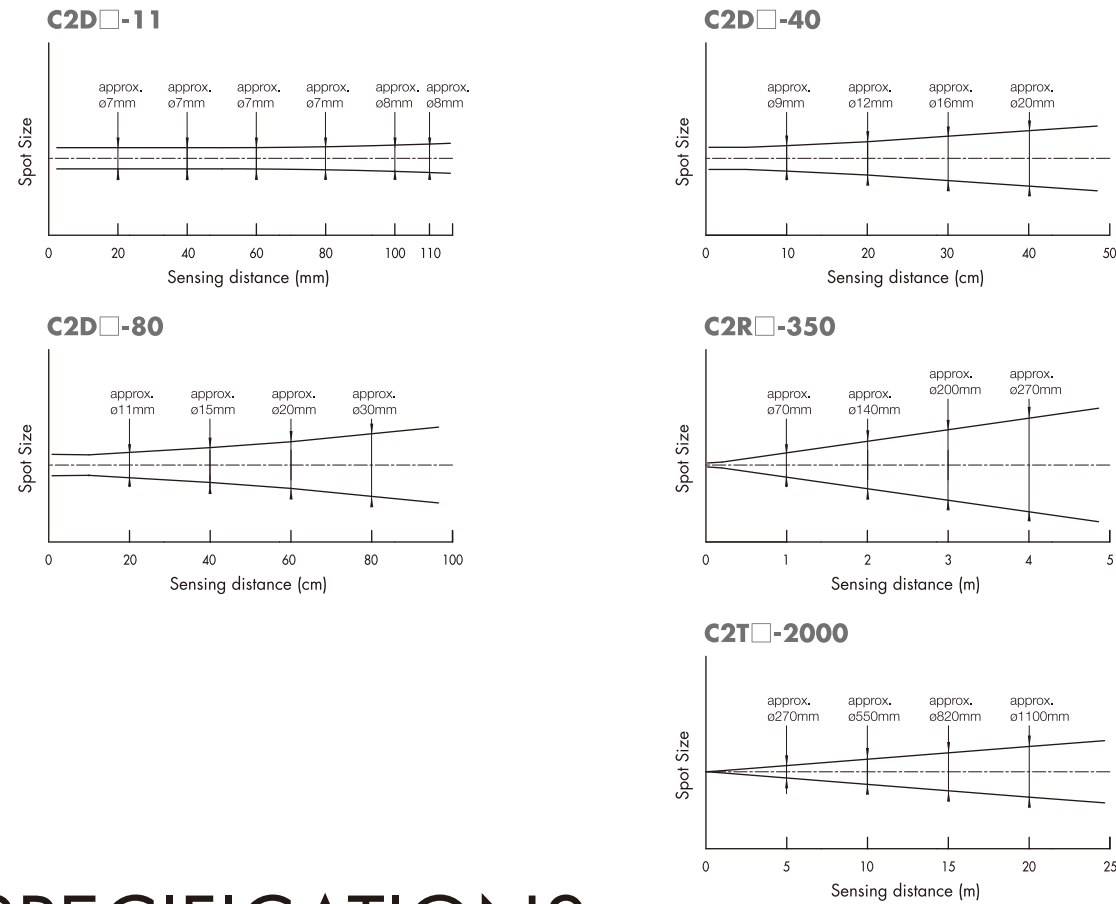 C2D□-11
approx. approx. approx. approx. approx. approx.
ø7mm ø7mm ø7mm ø7mm ø8mm ø8mm
Spot Size
0 20 40 60 80 100 110
Sensing distance (mm)
C2D□-40
approx. approx. approx. approx.
ø9mm ø12mm ø16mm ø20mm
Spot Size
0 10 20 30 40 50
Sensing distance (cm)
C2D□-80
approx. approx. approx. approx.
ø11mm ø15mm ø20mm ø30mm
Spot Size
0 20 40 60 80 100
Sensing distance (cm)
C2R□-350
approx. approx.
ø200mm ø270mm
approx. approx.
ø70mm ø140mm
Spot Size
0 1 2 3 4 5
Sensing distance (m)
C2T□-2000
approx. approx. approx. approx.
ø270mm ø550mm ø820mm ø1100mm
Spot Size
0 5 10 15 20 25
Sensing distance (m)